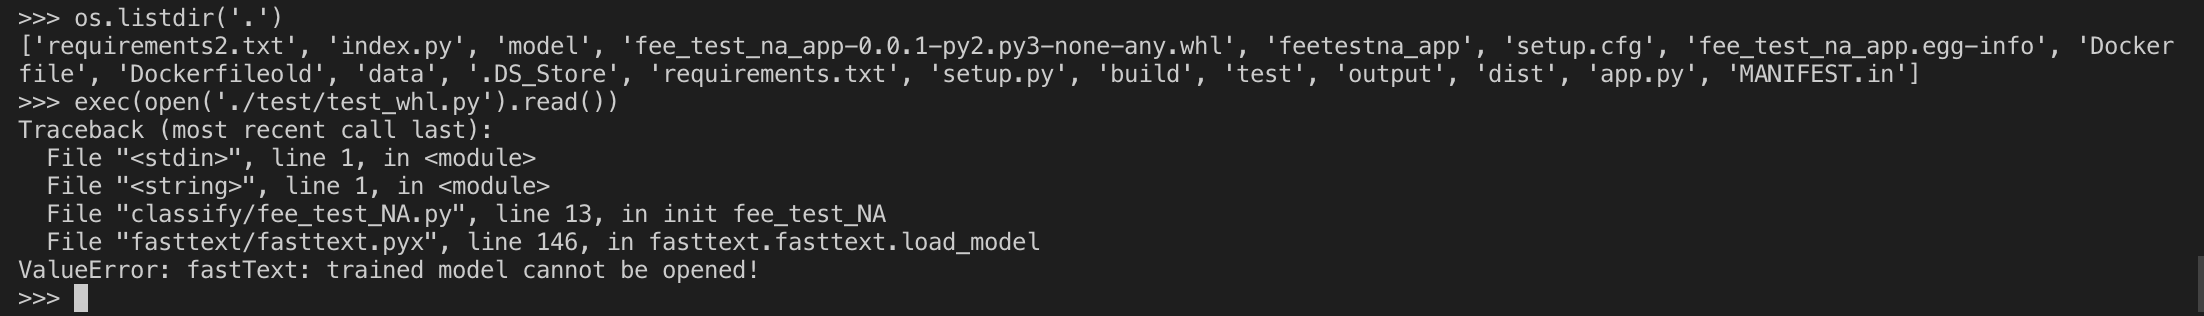 >>> os.listdir('.')
['requirements2.txt', 'index.py', 'model', 'fee_test_na_app-0.0.1-py2.py3-none-any.whl', 'feetestna_app', 'setup.cfg', 'fee_test_na_app.egg-info', 'Docker
file', 'Dockerfileold', 'data', '.DS_Store', 'requirements.txt', 'setup.py', 'build', 'test', 'output', 'dist', 'app.py', 'MANIFEST.in']
>>> exec(open('./test/test_whl.py').read())
Traceback (most recent call last):
  File "<stdin>", line 1, in <module>
  File "<string>", line 1, in <module>
  File "classify/fee_test_NA.py", line 13, in init fee_test_NA
  File "fasttext/fasttext.pyx", line 146, in fasttext.fasttext.load_model
ValueError: fastText: trained model cannot be opened!
>>>